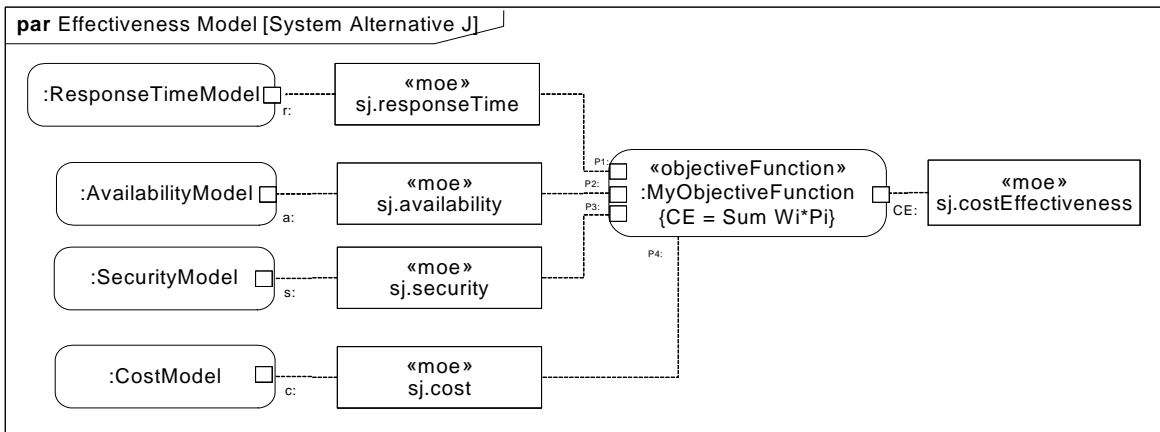 par Effectiveness Model [System Alternative J]
:ResponseTimeModel
r:
«moe»
sj.responseTime
:AvailabilityModel
a:
«moe»
sj.availability
:SecurityModel
s:
«moe»
sj.security
:CostModel
c:
«moe»
sj.cost
P1:
P2:
P3:
P4:
«objectiveFunction»
:MyObjectiveFunction
{CE = Sum Wi*Pi}
CE:
«moe»
sj.costEffectiveness